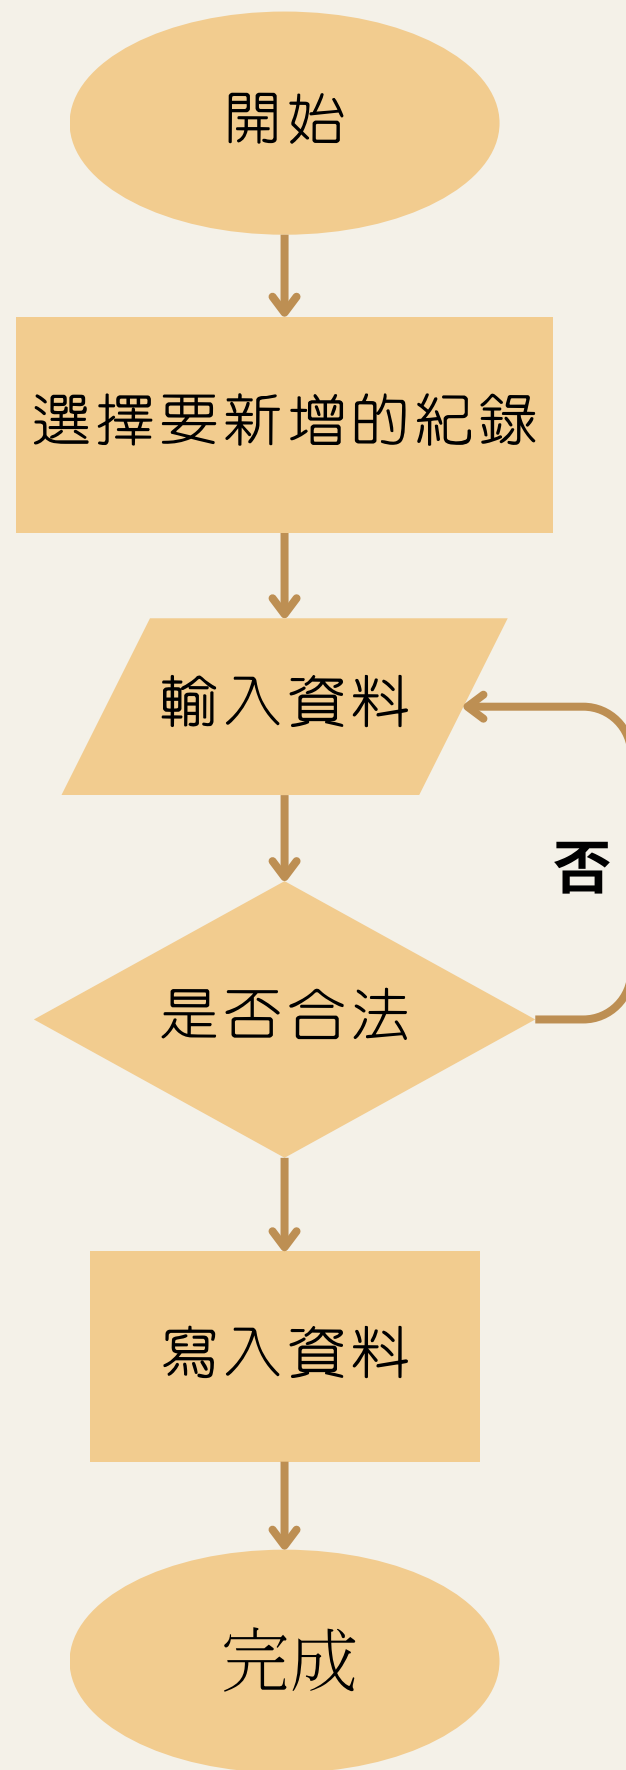 開始
選擇要新增的紀錄
輸入資料
否
是否合法
寫入資料
完成